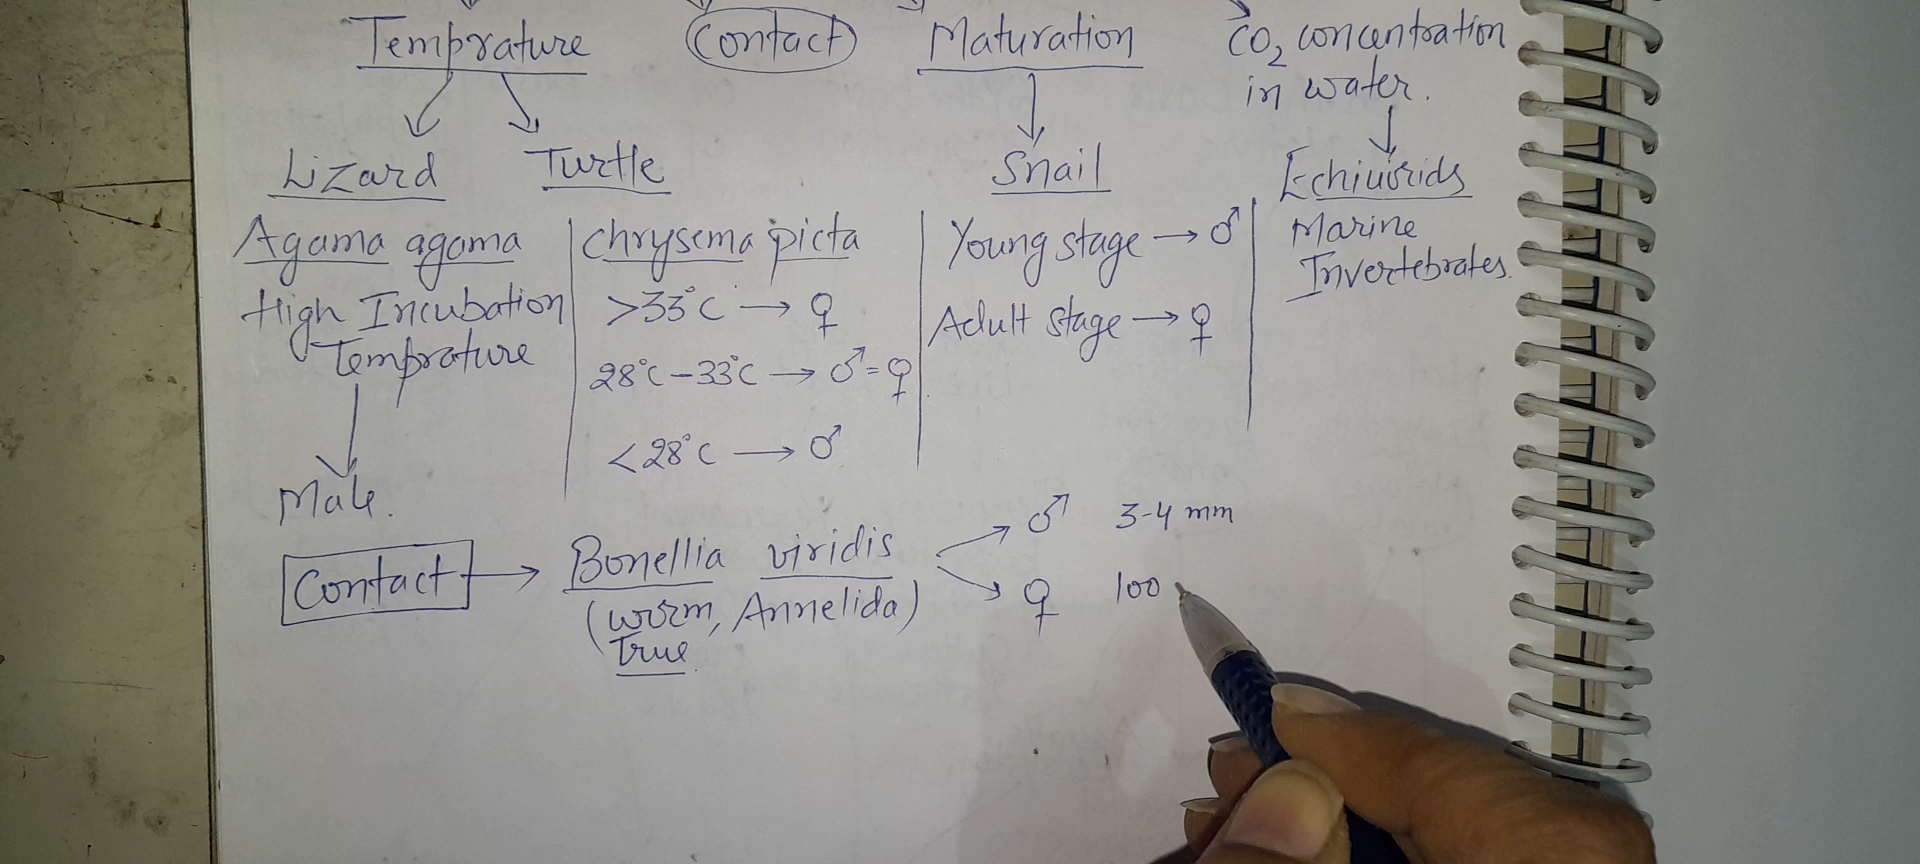 Temprature
Contact
Maturation
CO₂ concentration
in water.
Lizard
Turtle
Snail
Echiurids
Agama agama
High Incubation
Temprature
Male.
Chrysema picta
>33°C → ♀
28°C-33°C → ♂=♀
<28°C → ♂
Young stage → ♂
Adult stage → ♀
Marine
Invertebrates.
Contact → Bonellia viridis
(worm, Annelida)
True
♂ 3-4 mm
♀ 100